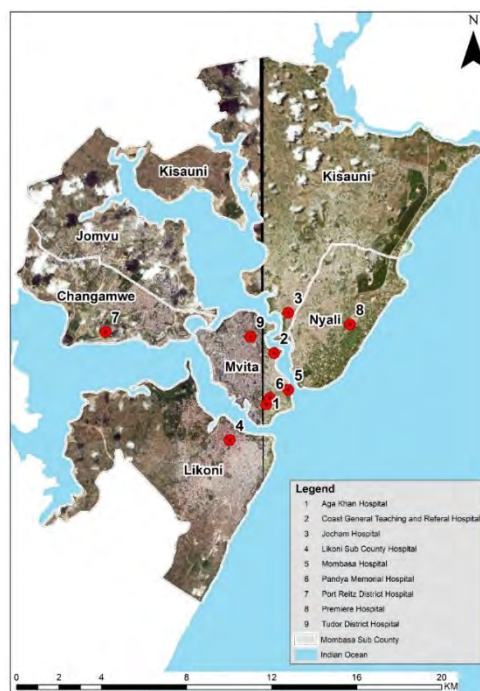 N
Kisauni
Kisauni
Jomvu
Changamwe
7
3
Nyali
8
9
2
Mvita
5
6
1
4
Likoni
Legend
1 Aga Khan Hospital
2 Coast General Teaching and Referal Hospital
3 Jocham Hospital
4 Likoni Sub County Hospital
5 Mombasa Hospital
6 Pandya Memorial Hospital
7 Port Reitz District Hospital
8 Premiere Hospital
9 Tudor District Hospital
Mombasa Sub County
Indian Ocean
0 2 4 8 12 16 20
KM